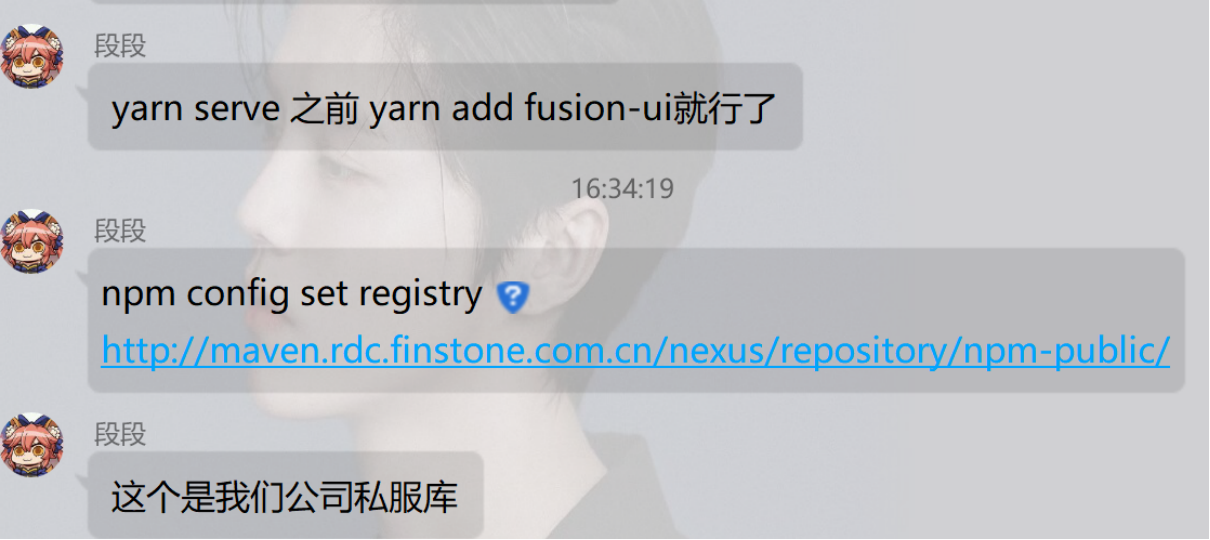 段段
yarn serve 之前 yarn add fusion-ui就行了
16:34:19
段段
npm config set registry
http://maven.rdc.finstone.com.cn/nexus/repository/npm-public/
段段
这个是我们公司私服库